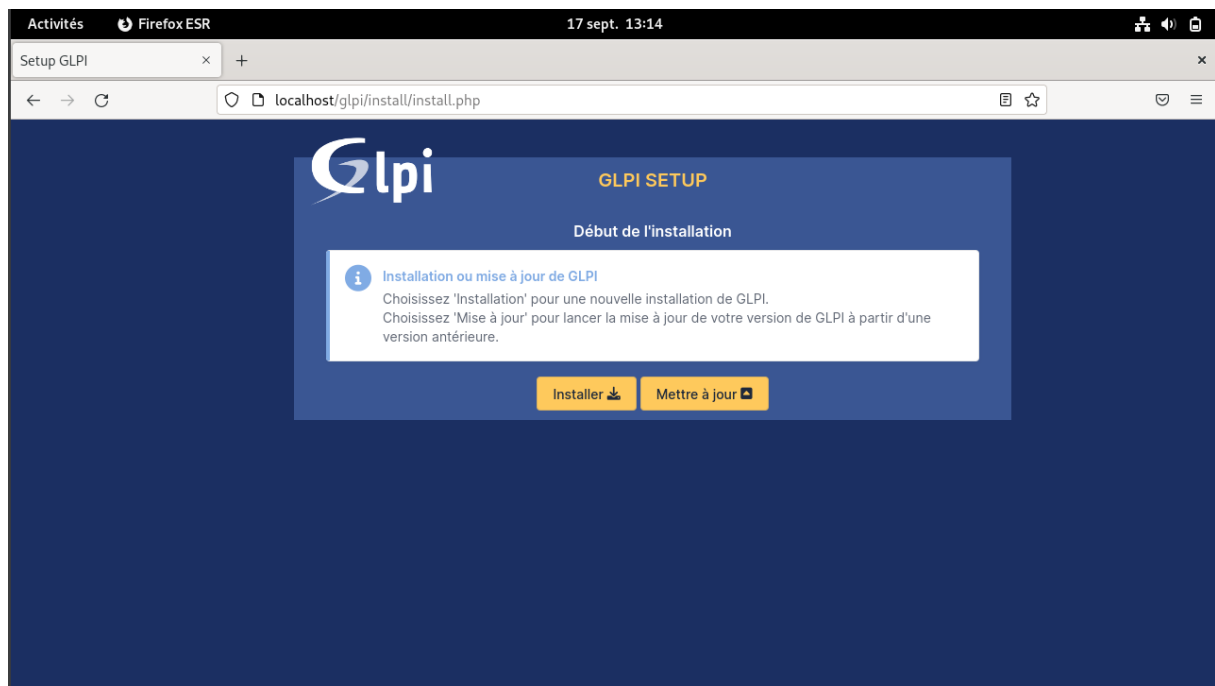 Activités Firefox ESR 17 sept. 13:14
Setup GLPI
localhost/glpi/install/install.php
Glpi
GLPI SETUP
Début de l'installation
Installation ou mise à jour de GLPI
Choisissez 'Installation' pour une nouvelle installation de GLPI.
Choisissez 'Mise à jour' pour lancer la mise à jour de votre version de GLPI à partir d'une
version antérieure.
Installer Mettre à jour